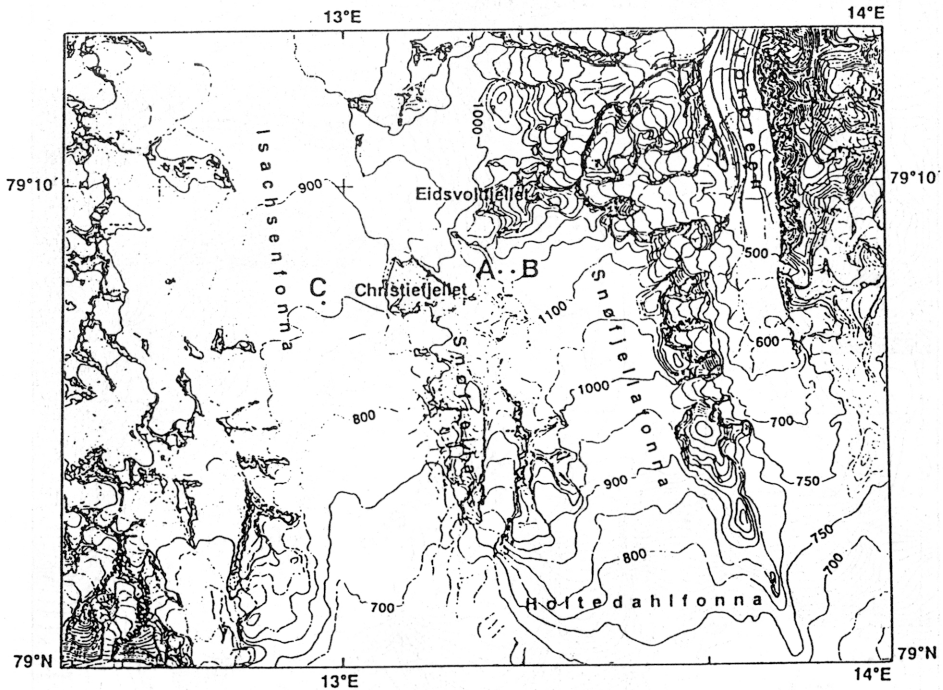 13°E
14°E
1000
Isachsenfonna
79°10'
900
Eidsvollfjellet
79°10'
500
A
B
C
Christiefjellet
Snøfjellafonna
1100
600
1000
800
700
900
750
750
800
700
700
Holtedahlfonna
79°N
79°N
13°E
14°E